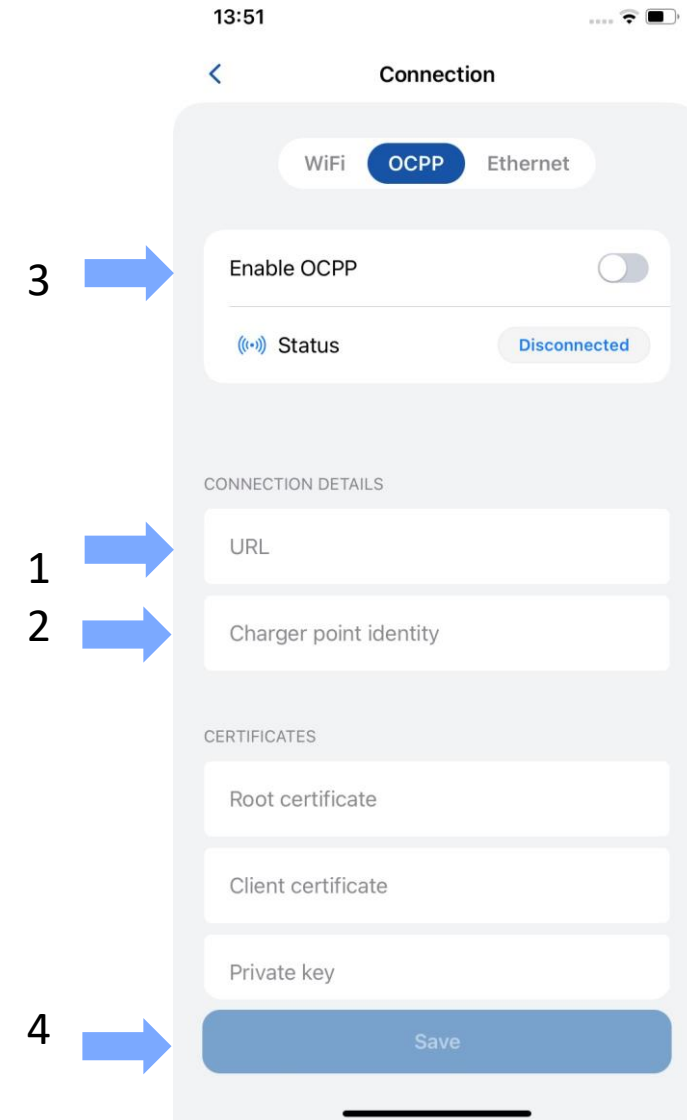 13:51
Connection
WiFi OCPP Ethernet
3 Enable OCPP
Status Disconnected
CONNECTION DETAILS
1 URL
2 Charger point identity
CERTIFICATES
Root certificate
Client certificate
Private key
4 Save